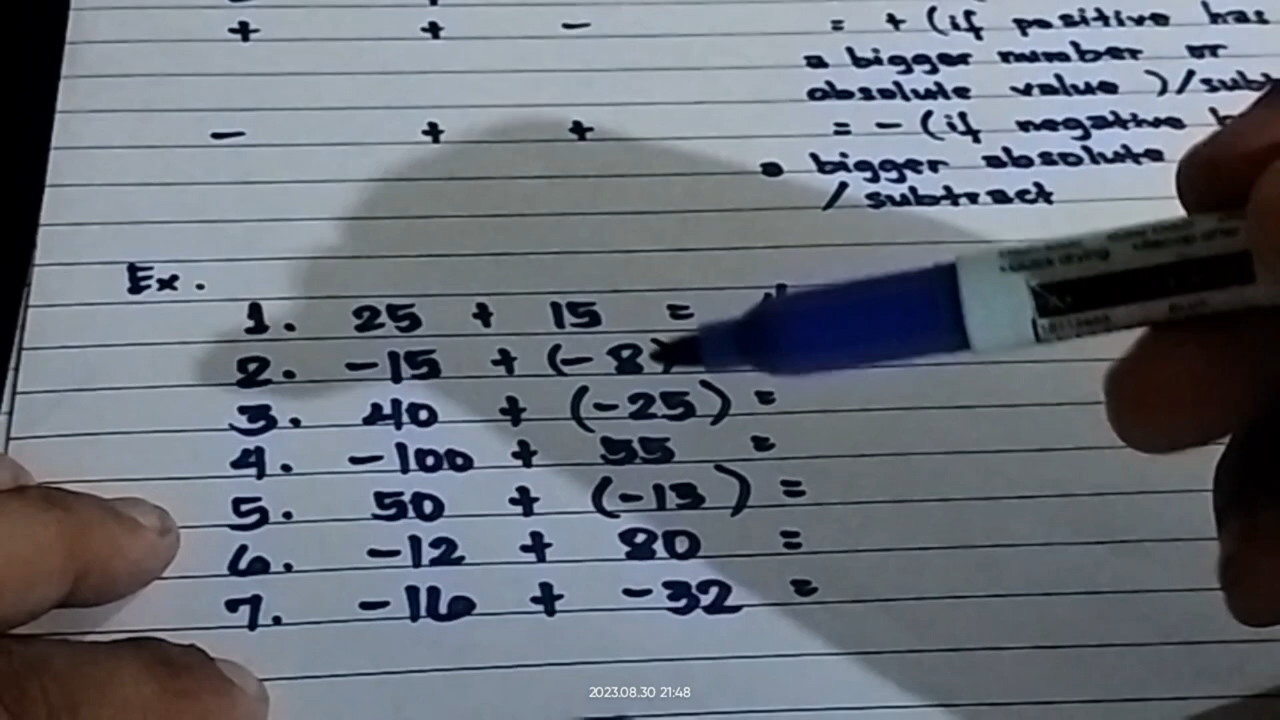 + + - = + (if positive has
a bigger number or
absolute value )/subt
- + + = - (if negative
a bigger absolute
/ subtract
Ex.
1. 25 + 15 =
2. -15 + (-8)
3. 40 + (-25) =
4. -100 + 55 =
5. 50 + (-13) =
6. -12 + 80 =
7. -16 + -32 =
2023.08.30 21:48